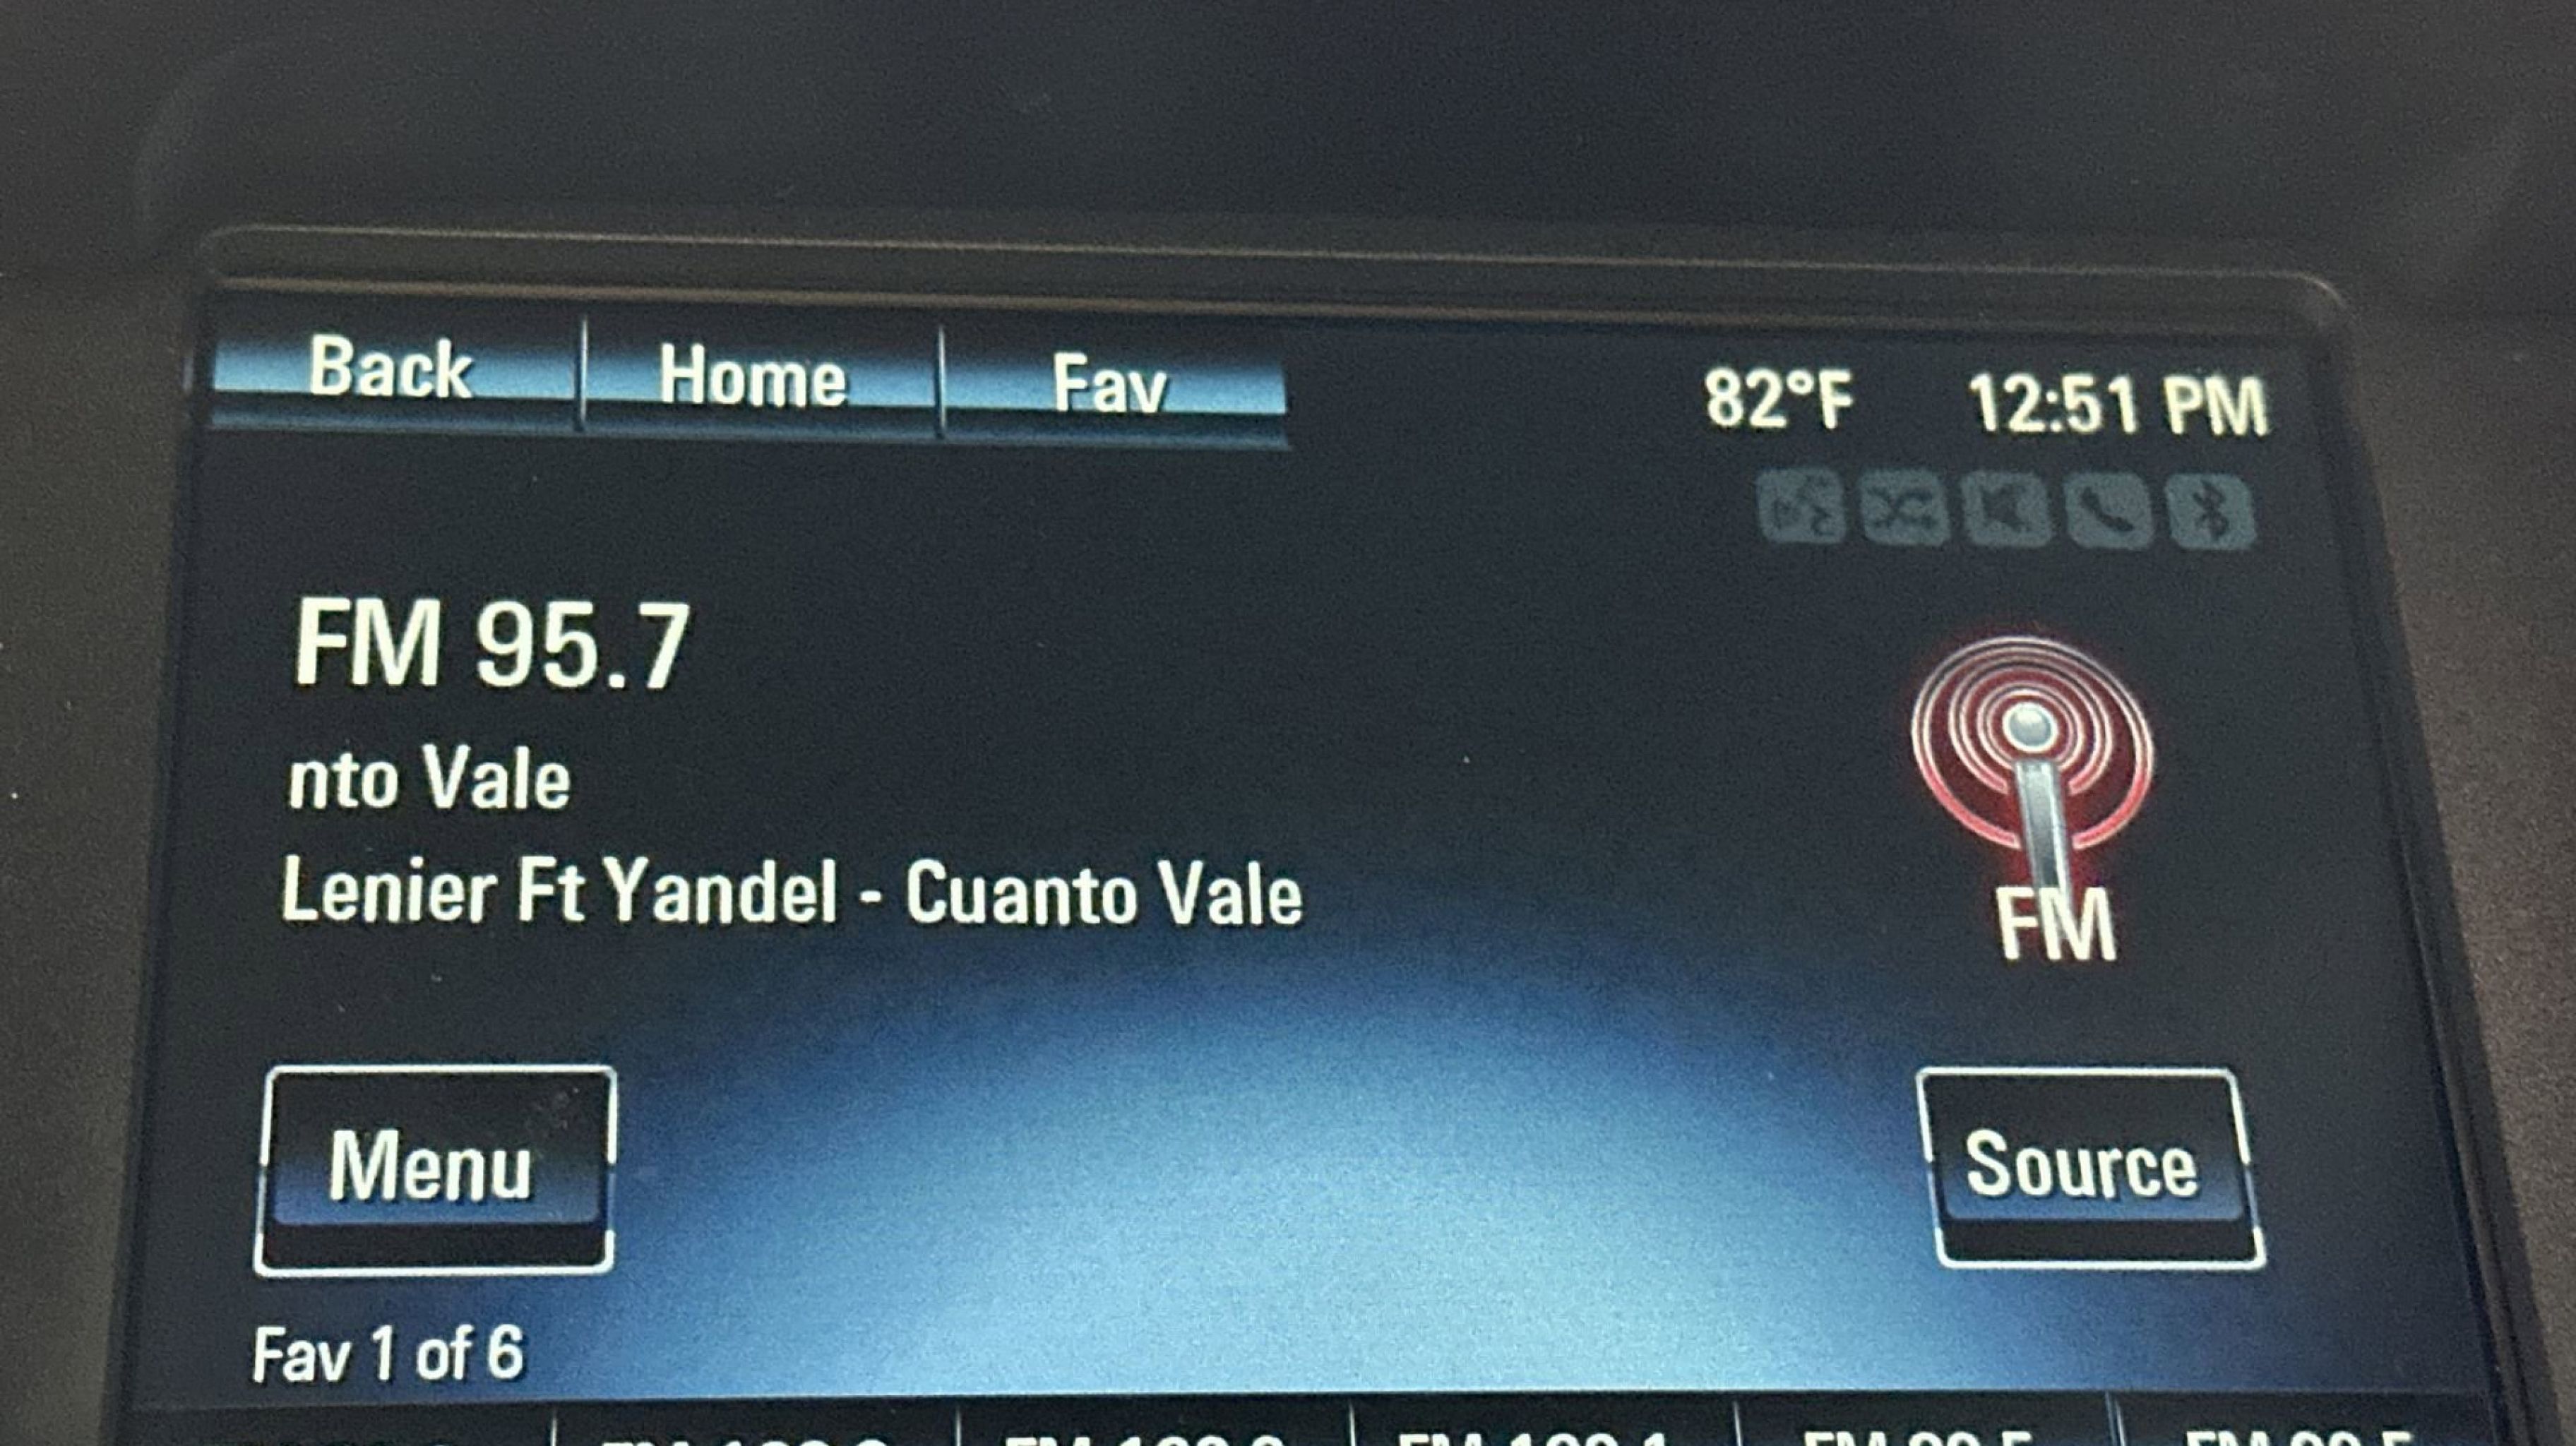 Back Home Fav 82°F 12:51 PM
FM 95.7
nto Vale
Lenier Ft Yandel - Cuanto Vale
FM
Menu Source
Fav 1 of 6